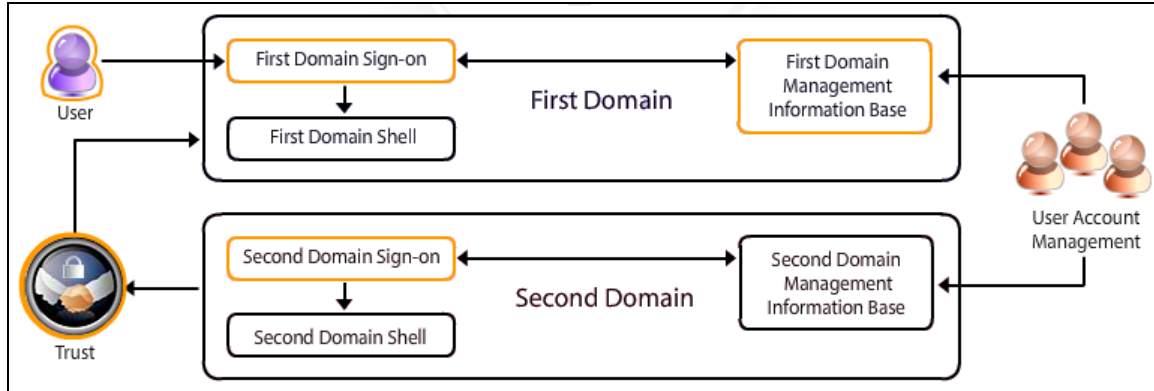 User
First Domain Sign-on
First Domain Shell
First Domain
First Domain
Management
Information Base
User Account
Management
Trust
Second Domain Sign-on
Second Domain Shell
Second Domain
Second Domain
Management
Information Base